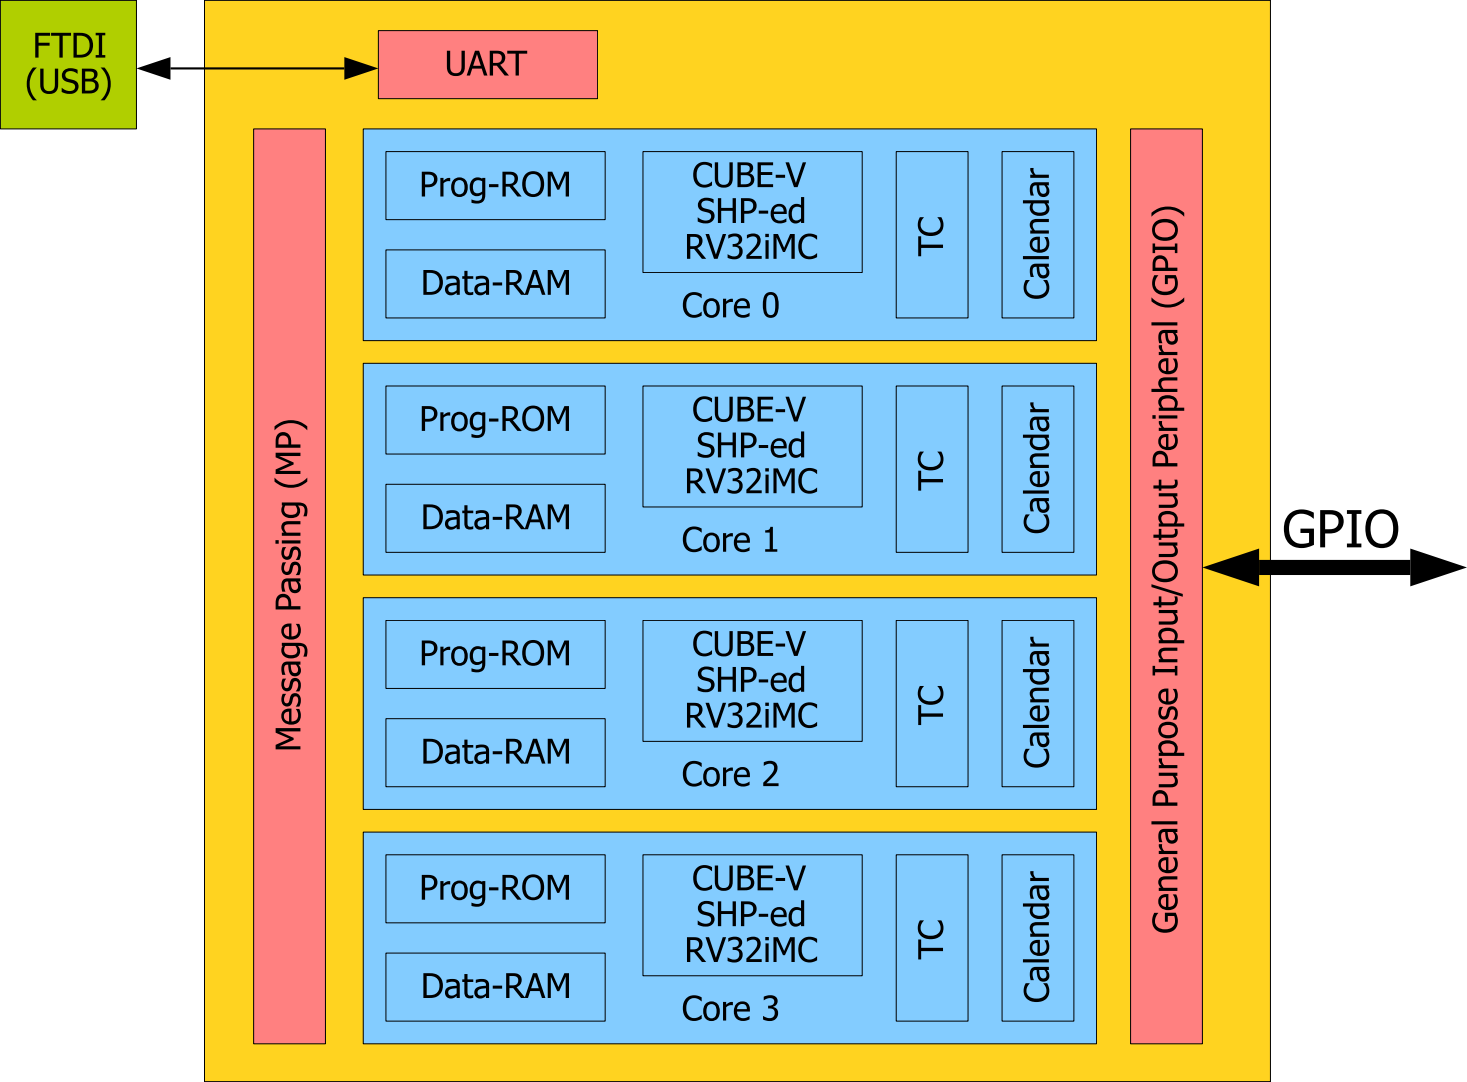 FTDI
(USB)
UART
Message Passing (MP)
Prog-ROM
Data-RAM
CUBE-V
SHP-ed
RV32iMC
Core 0
TC
Calendar
Prog-ROM
Data-RAM
CUBE-V
SHP-ed
RV32iMC
Core 1
TC
Calendar
Prog-ROM
Data-RAM
CUBE-V
SHP-ed
RV32iMC
Core 2
TC
Calendar
Prog-ROM
Data-RAM
CUBE-V
SHP-ed
RV32iMC
Core 3
TC
Calendar
General Purpose Input/Output Peripheral (GPIO)
GPIO